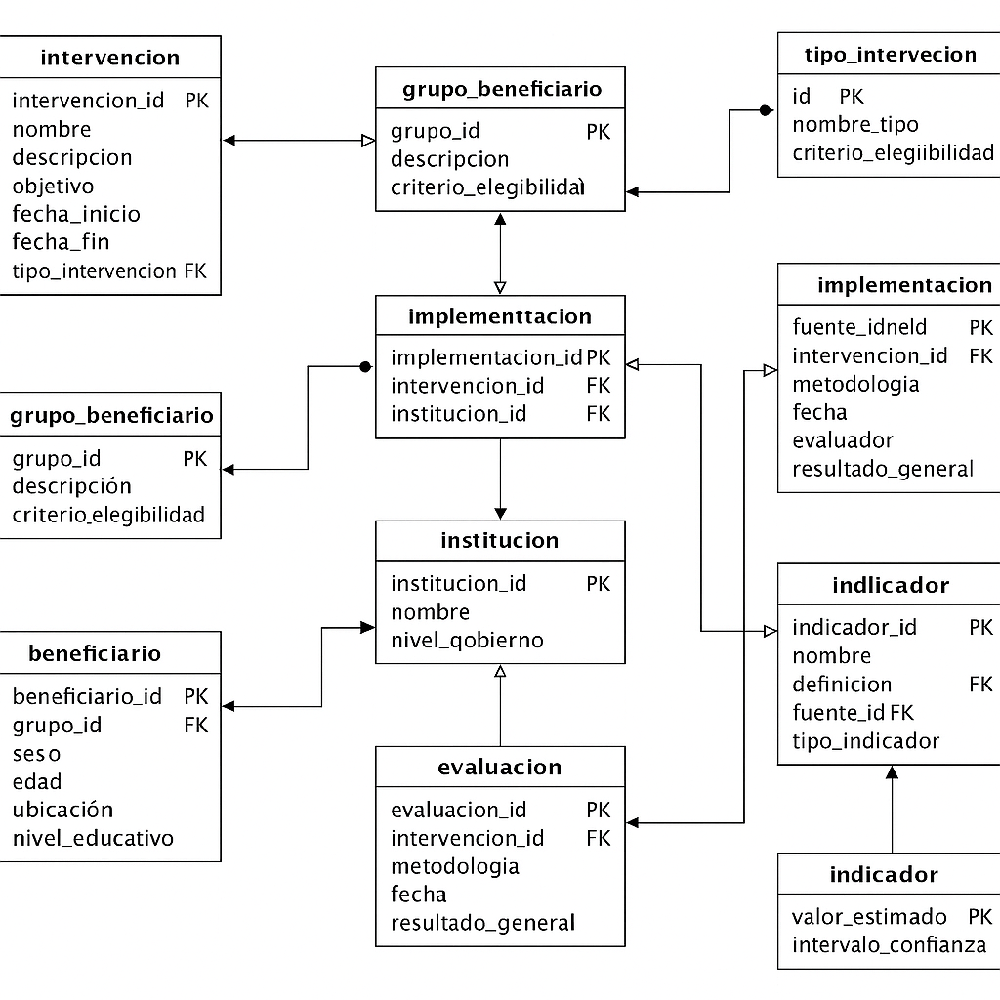 intervencion
intervencion_id PK
nombre
descripcion
objetivo
fecha_inicio
fecha_fin
tipo_intervencion FK
grupo_beneficiario
grupo_id PK
descripción
criterio_elegibilidad
beneficiario
beneficiario_id PK
grupo_id FK
seso
edad
ubicación
nivel_educativo
grupo_beneficiario
grupo_id PK
descripcion
criterio_elegibilidà
implementtacion
implementacion_id PK
intervencion_id FK
institucion_id FK
institucion
institucion_id PK
nombre
nivel_qobierno
evaluacion
evaluacion_id PK
intervencion_id FK
metodologia
fecha
resultado_general
tipo_intervecion
id PK
nombre_tipo
criterio_elegiibilidad
implementacion
fuente_idneld PK
intervencion_id FK
metodologia
fecha
evaluador
resultado_general
indlicador
indicador_id PK
nombre
definicion FK
fuente_id FK
tipo_indicador
indicador
valor_estimado PK
intervalo_confianza